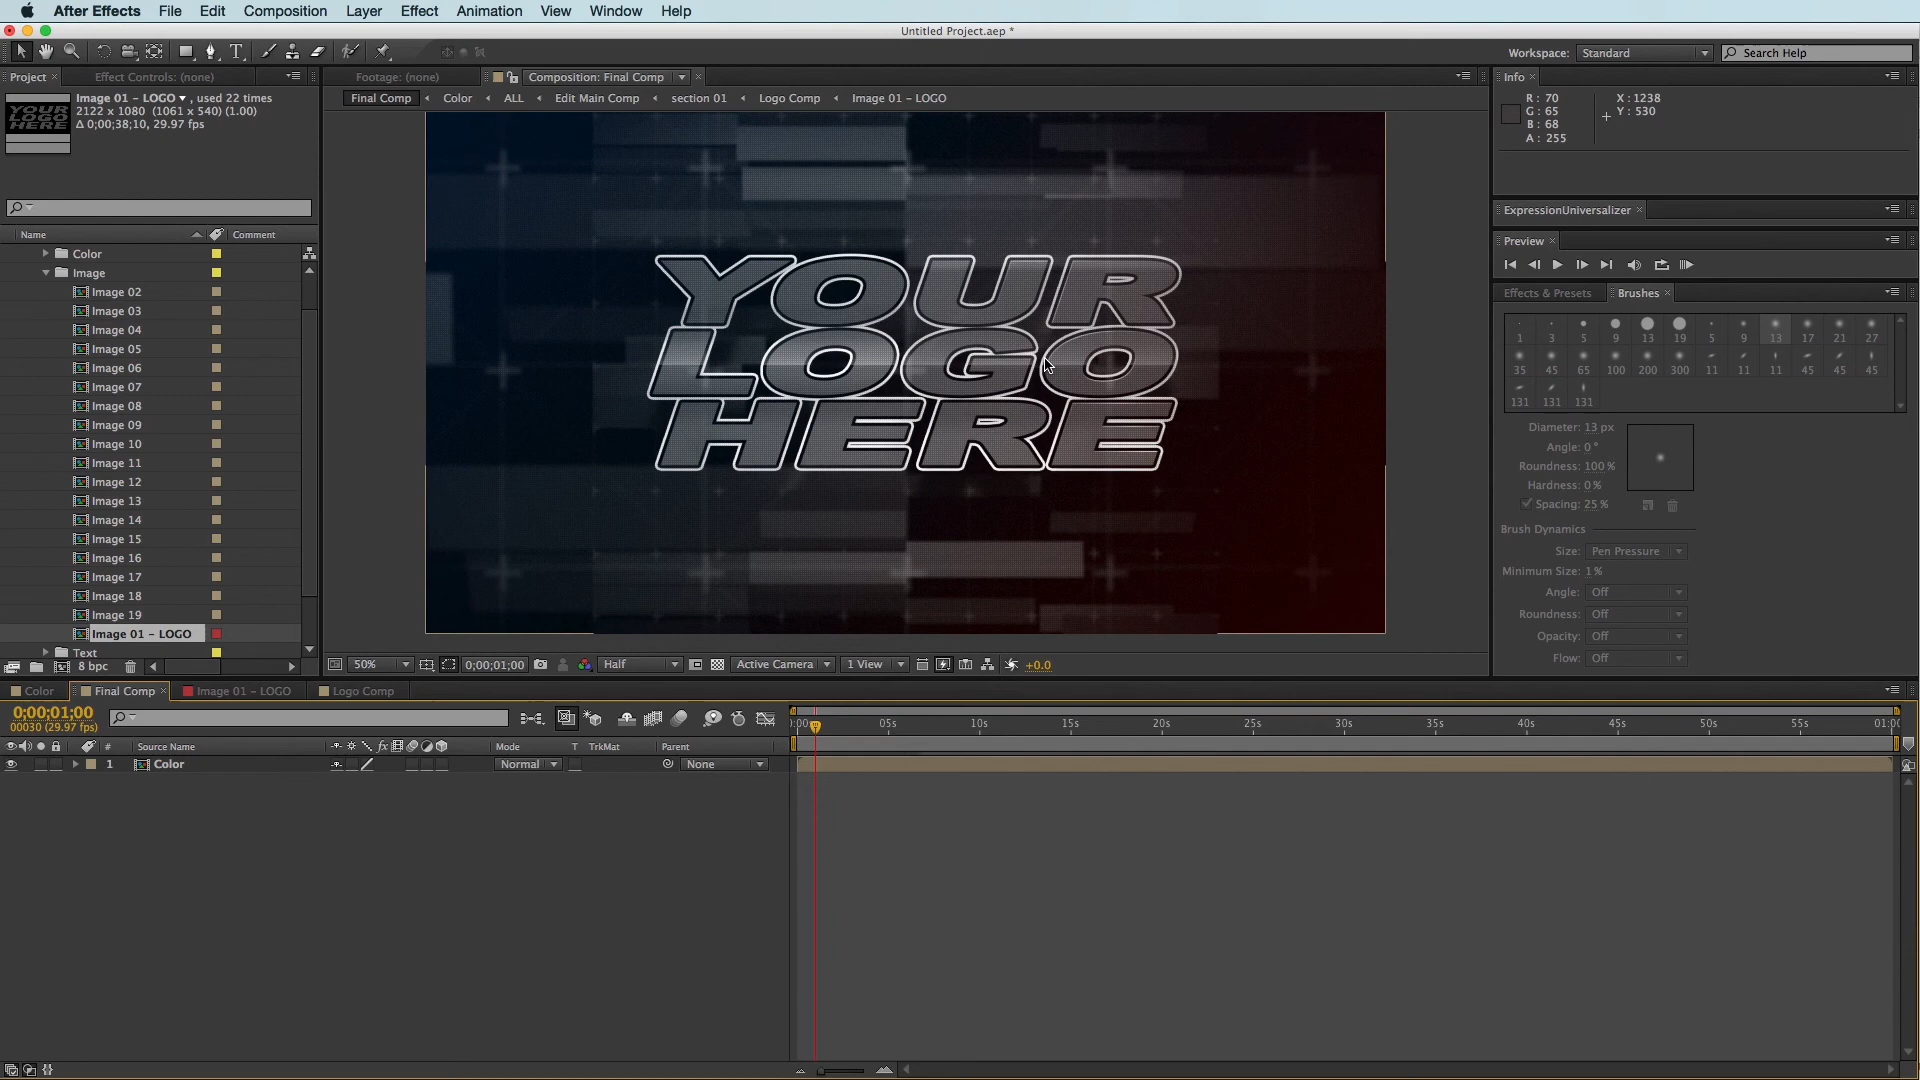 After Effects File Edit Composition Layer Effect Animation View Window Help
Untitled Project.aep *
Workspace: Standard Search Help
Project × Effect Controls: (none) Footage: (none) Composition: Final Comp × Info ×
Image 01 – LOGO , used 22 times
2122 x 1080 (1061 x 540) (1.00)
Δ 0;00;38;10, 29.97 fps
Final Comp Color ALL Edit Main Comp section 01 Logo Comp Image 01 – LOGO
R: 70 X: 1238
G: 65 Y: 530
B: 68
A: 255
YOUR
LOGO
HERE
Name Comment
Color
Image
Image 02
Image 03
Image 04
Image 05
Image 06
Image 07
Image 08
Image 09
Image 10
Image 11
Image 12
Image 13
Image 14
Image 15
Image 16
Image 17
Image 18
Image 19
Image 01 – LOGO
Text
8 bpc
YOUR
LOGO
HERE
50% 0;00;01;00 Half Active Camera 1 View +0.0
ExpressionUniversalizer ×
Preview ×
Effects & Presets Brushes ×
1 3 5 9 13 19 5 9 13 17 21 27
35 45 65 100 200 300 11 11 11 45 45 45
131 131 131
Diameter: 13 px
Angle: 0°
Roundness: 100 %
Hardness: 0 %
Spacing: 25 %
Brush Dynamics
Size: Pen Pressure
Minimum Size: 1 %
Angle: Off
Roundness: Off
Opacity: Off
Flow: Off
Color Final Comp × Image 01 – LOGO Logo Comp
0;00;01;00
00030 (29.97 fps)
):00s 05s 10s 15s 20s 25s 30s 35s 40s 45s 50s 55s 01:00
# Source Name fx Mode T TrkMat Parent
1 Color Normal None